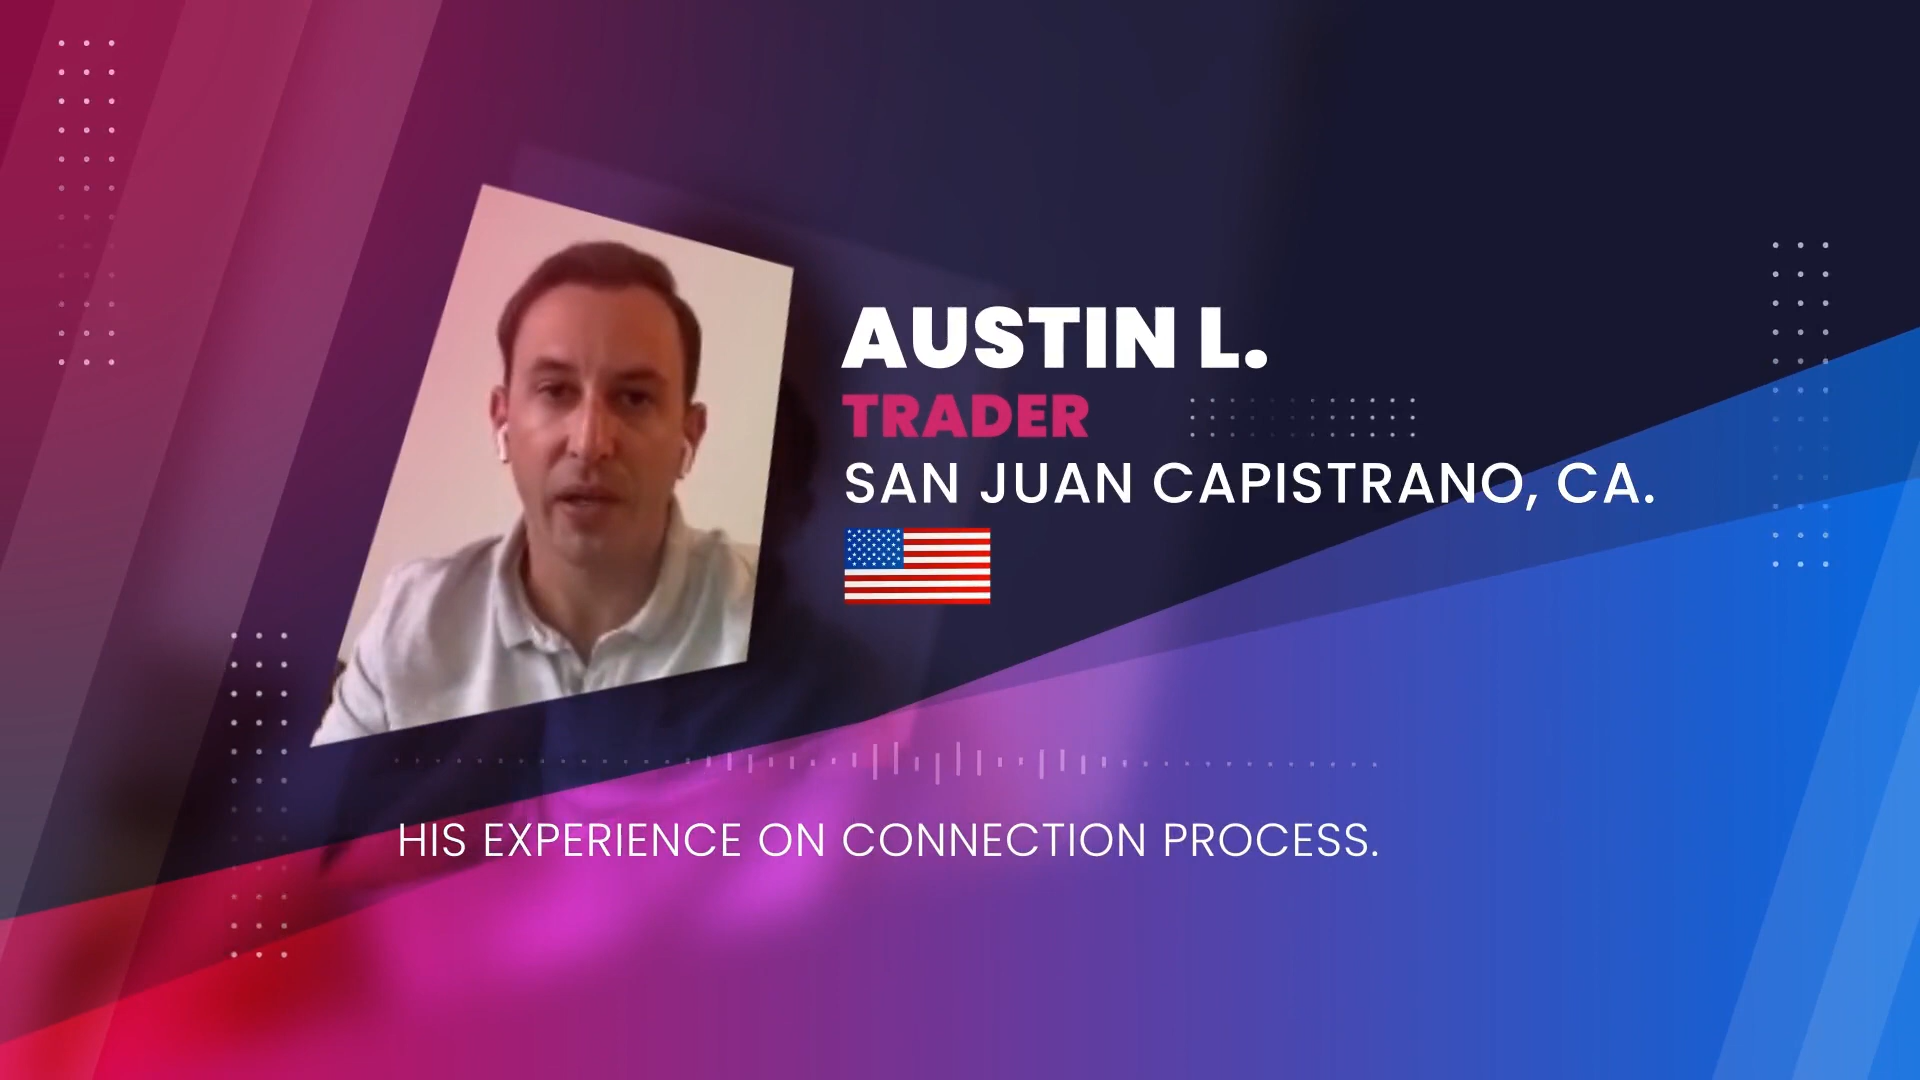 AUSTIN L.
TRADER
SAN JUAN CAPISTRANO, CA.
HIS EXPERIENCE ON CONNECTION PROCESS.